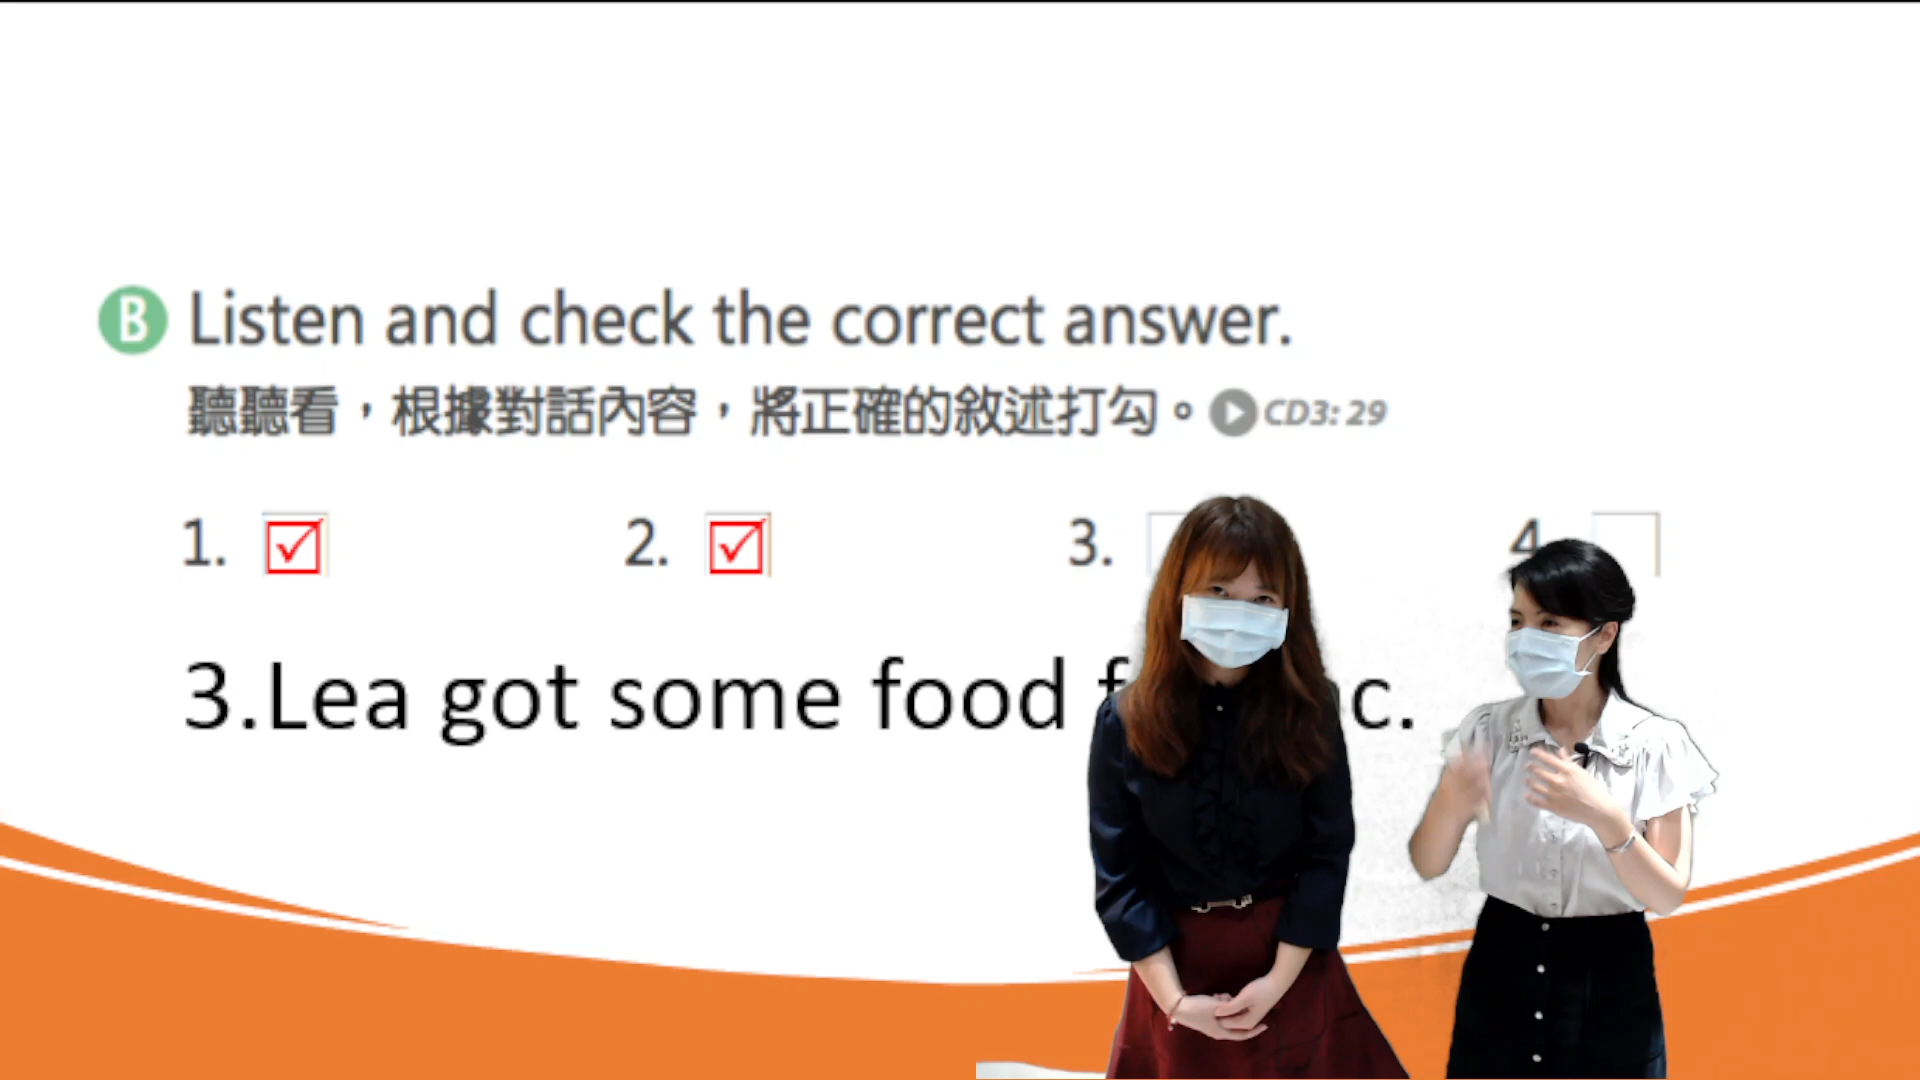 B Listen and check the correct answer.
聽聽看，根據對話內容，將正確的敘述打勾。 CD3: 29
1. ☑ 2. ☑ 3. 4.
3.Lea got some food